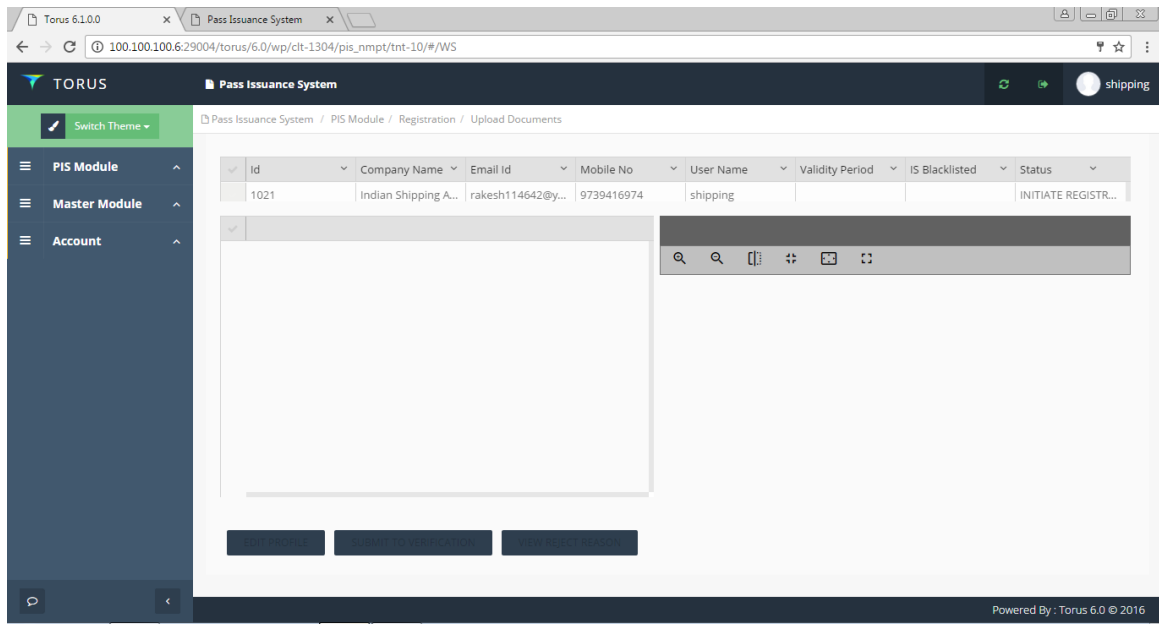 Torus 6.1.0.0
Pass Issuance System
100.100.100.6:29004/torus/6.0/wp/clt-1304/pis_nmpt/tnt-10/#/WS
TORUS
Pass Issuance System
shipping
Switch Theme
Pass Issuance System / PIS Module / Registration / Upload Documents
PIS Module
Master Module
Account
Id Company Name Email Id Mobile No User Name Validity Period IS Blacklisted Status
1021 Indian Shipping A... rakesh114642@y... 9739416974 shipping INITIATE REGISTR...
EDIT PROFILE SUBMIT TO VERIFICATION VIEW REJECT REASON
Powered By : Torus 6.0 © 2016